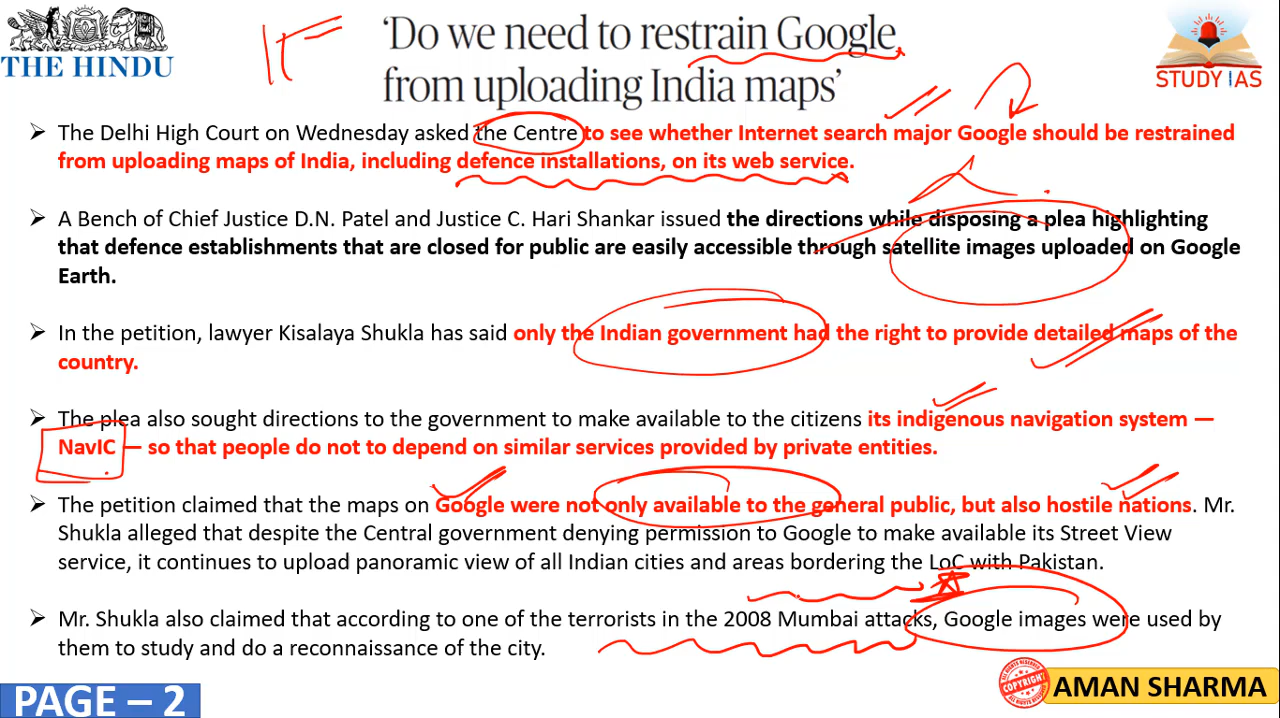 THE HINDU
'Do we need to restrain Google
from uploading India maps'
STUDY IAS
➢ The Delhi High Court on Wednesday asked the Centre to see whether Internet search major Google should be restrained
from uploading maps of India, including defence installations, on its web service.
➢ A Bench of Chief Justice D.N. Patel and Justice C. Hari Shankar issued the directions while disposing a plea highlighting
that defence establishments that are closed for public are easily accessible through satellite images uploaded on Google
Earth.
➢ In the petition, lawyer Kisalaya Shukla has said only the Indian government had the right to provide detailed maps of the
country.
➢ The plea also sought directions to the government to make available to the citizens its indigenous navigation system —
NavIC — so that people do not to depend on similar services provided by private entities.
➢ The petition claimed that the maps on Google were not only available to the general public, but also hostile nations. Mr.
Shukla alleged that despite the Central government denying permission to Google to make available its Street View
service, it continues to upload panoramic view of all Indian cities and areas bordering the LoC with Pakistan.
➢ Mr. Shukla also claimed that according to one of the terrorists in the 2008 Mumbai attacks, Google images were used by
them to study and do a reconnaissance of the city.
PAGE – 2
COPYRIGHT
AMAN SHARMA